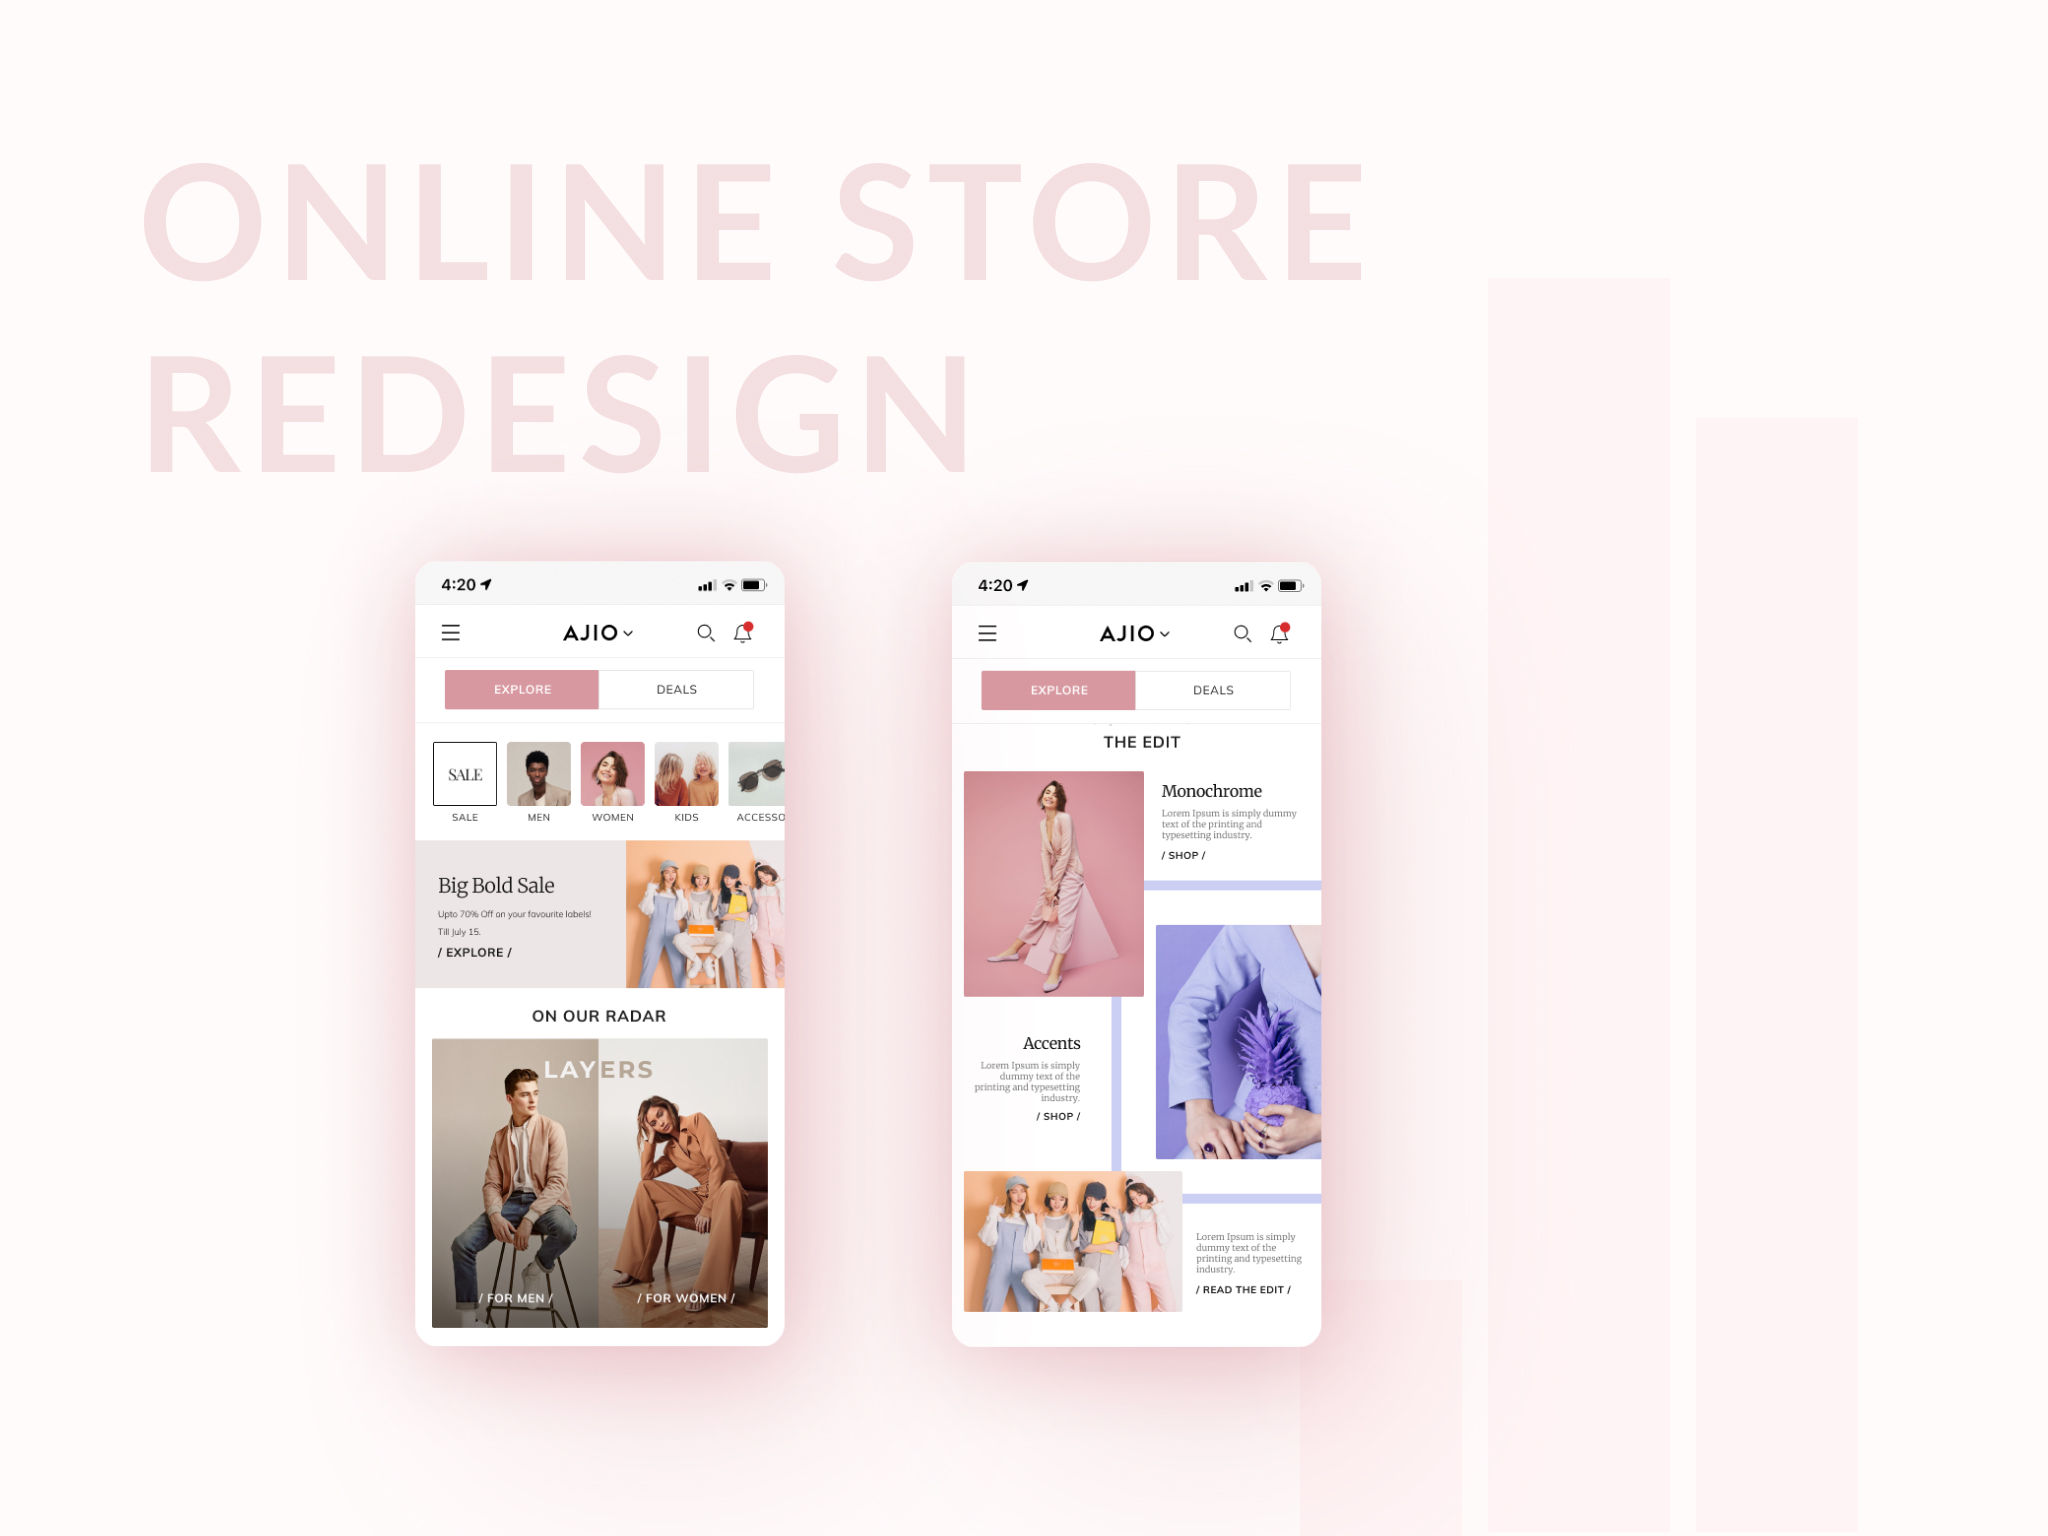 ONLINE STORE
REDESIGN
4:20
AJIO
EXPLORE
DEALS
SALE
SALE
MEN
WOMEN
KIDS
ACCESSO
Big Bold Sale
Upto 70% Off on your favourite labels!
Till July 15.
/ EXPLORE /
ON OUR RADAR
LAYERS
/ FOR MEN /
/ FOR WOMEN /
4:20
AJIO
EXPLORE
DEALS
THE EDIT
Monochrome
Lorem Ipsum is simply dummy
text of the printing and
typesetting industry.
/ SHOP /
Accents
Lorem Ipsum is simply
dummy text of the
printing and typesetting
industry.
/ SHOP /
Lorem Ipsum is simply
dummy text of the
printing and typesetting
industry.
/ READ THE EDIT /